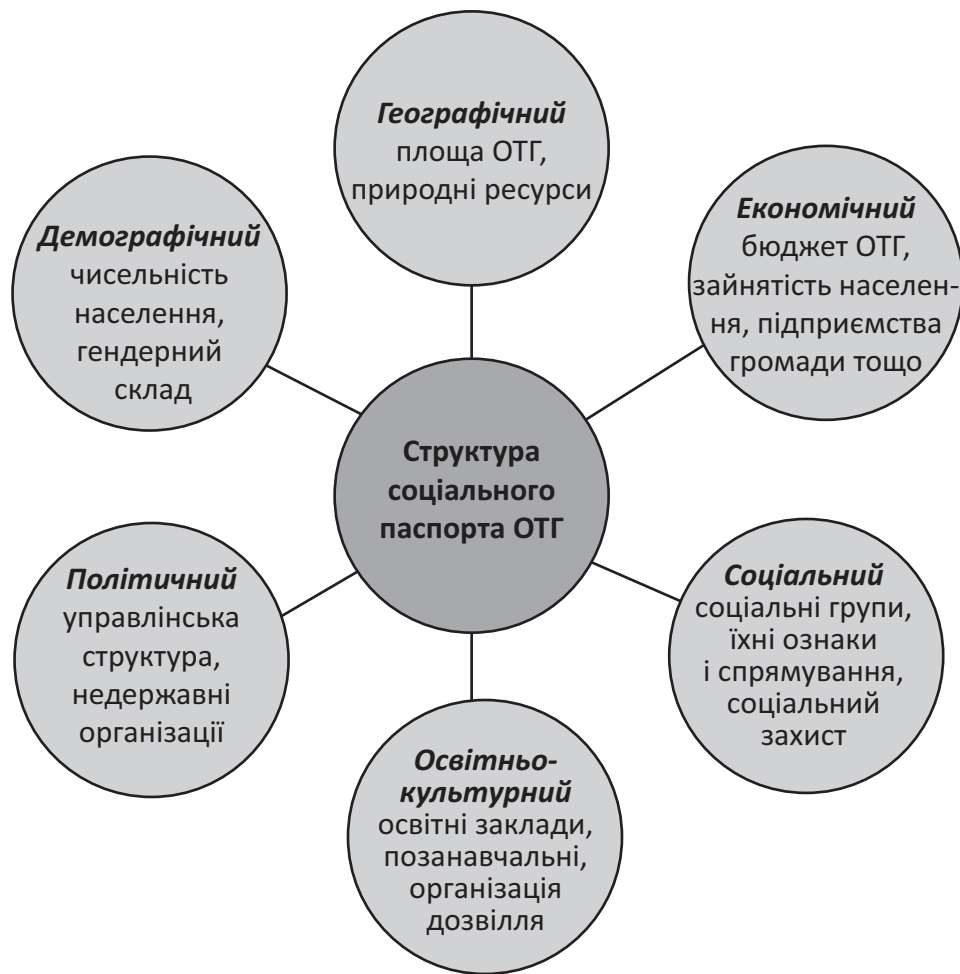 Географічний
площа ОТГ,
природні ресурси
Економічний
бюджет ОТГ,
зайнятість населен-
ня, підприємства
громади тощо
Демографічний
чисельність
населення,
гендерний
склад
Структура
соціального
паспорта ОТГ
Політичний
управлінська
структура,
недержавні
організації
Соціальний
соціальні групи,
їхні ознаки
і спрямування,
соціальний
захист
Освітньо-
культурний
освітні заклади,
позанавчальні,
організація
дозвілля